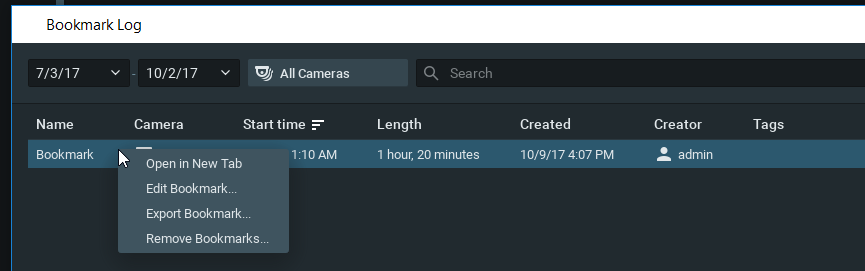 Bookmark Log
7/3/17 - 10/2/17 All Cameras Search
Name Camera Start time Length Created Creator Tags
Bookmark 1:10 AM 1 hour, 20 minutes 10/9/17 4:07 PM admin
Open in New Tab
Edit Bookmark...
Export Bookmark...
Remove Bookmarks...